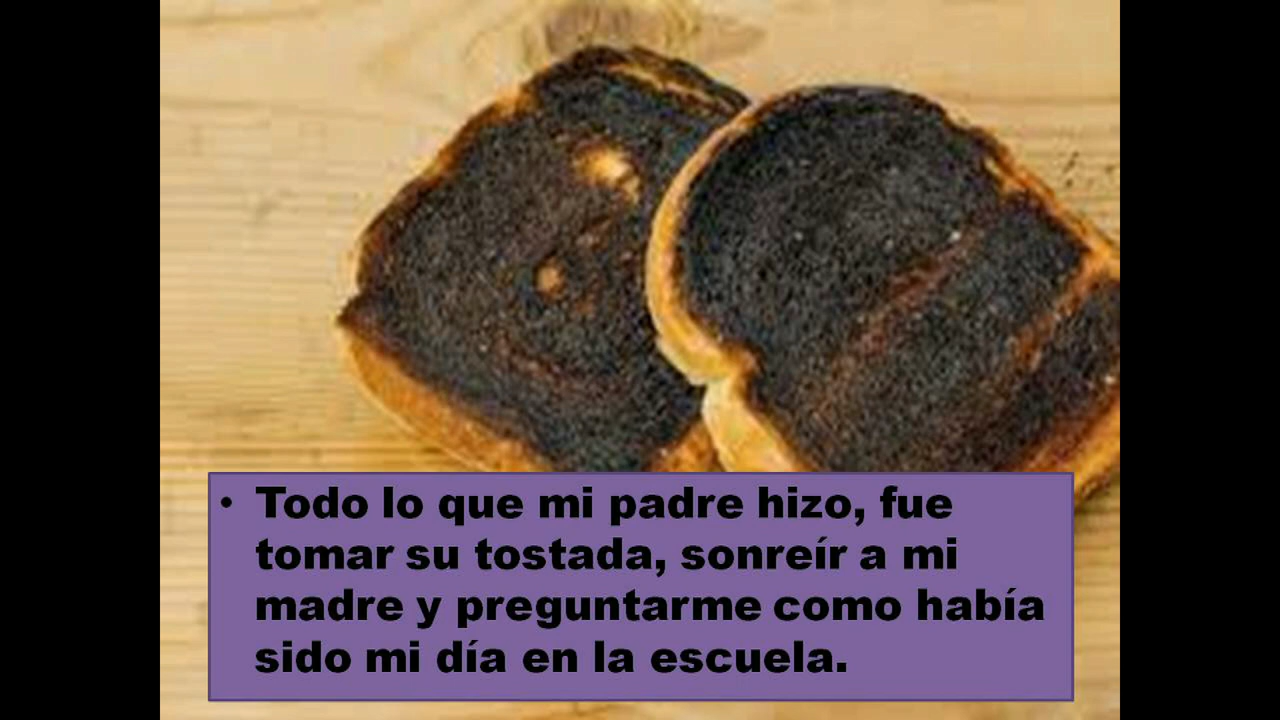 • Todo lo que mi padre hizo, fue
tomar su tostada, sonreír a mi
madre y preguntarme como había
sido mi día en la escuela.